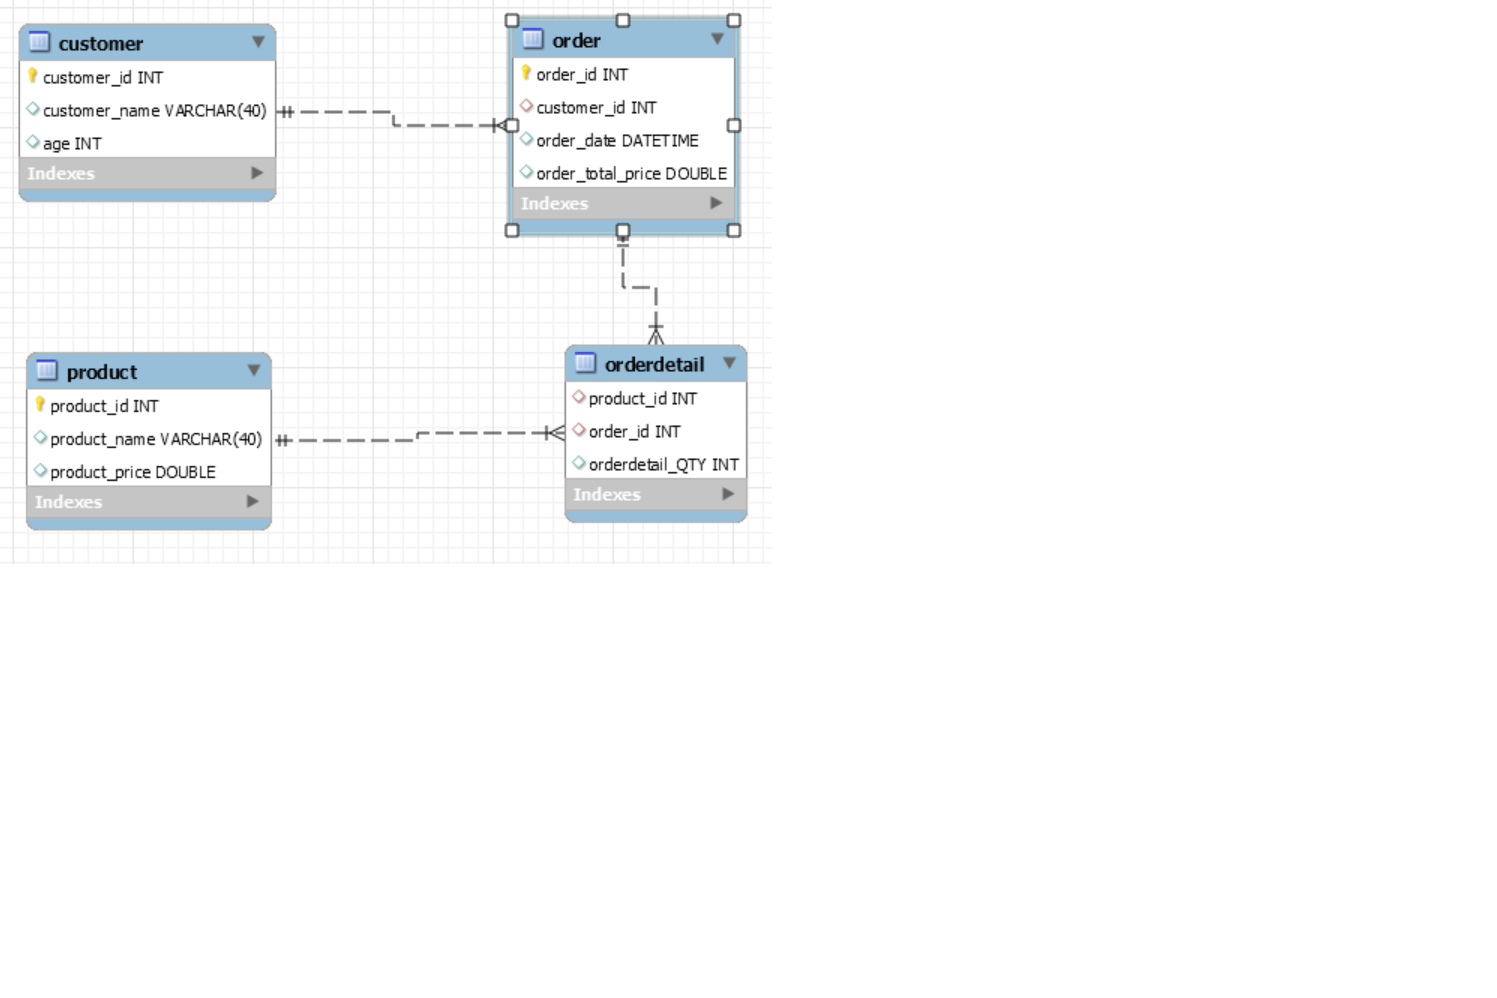 customer
customer_id INT
customer_name VARCHAR(40)
age INT
Indexes
order
order_id INT
customer_id INT
order_date DATETIME
order_total_price DOUBLE
Indexes
product
product_id INT
product_name VARCHAR(40)
product_price DOUBLE
Indexes
orderdetail
product_id INT
order_id INT
orderdetail_QTY INT
Indexes